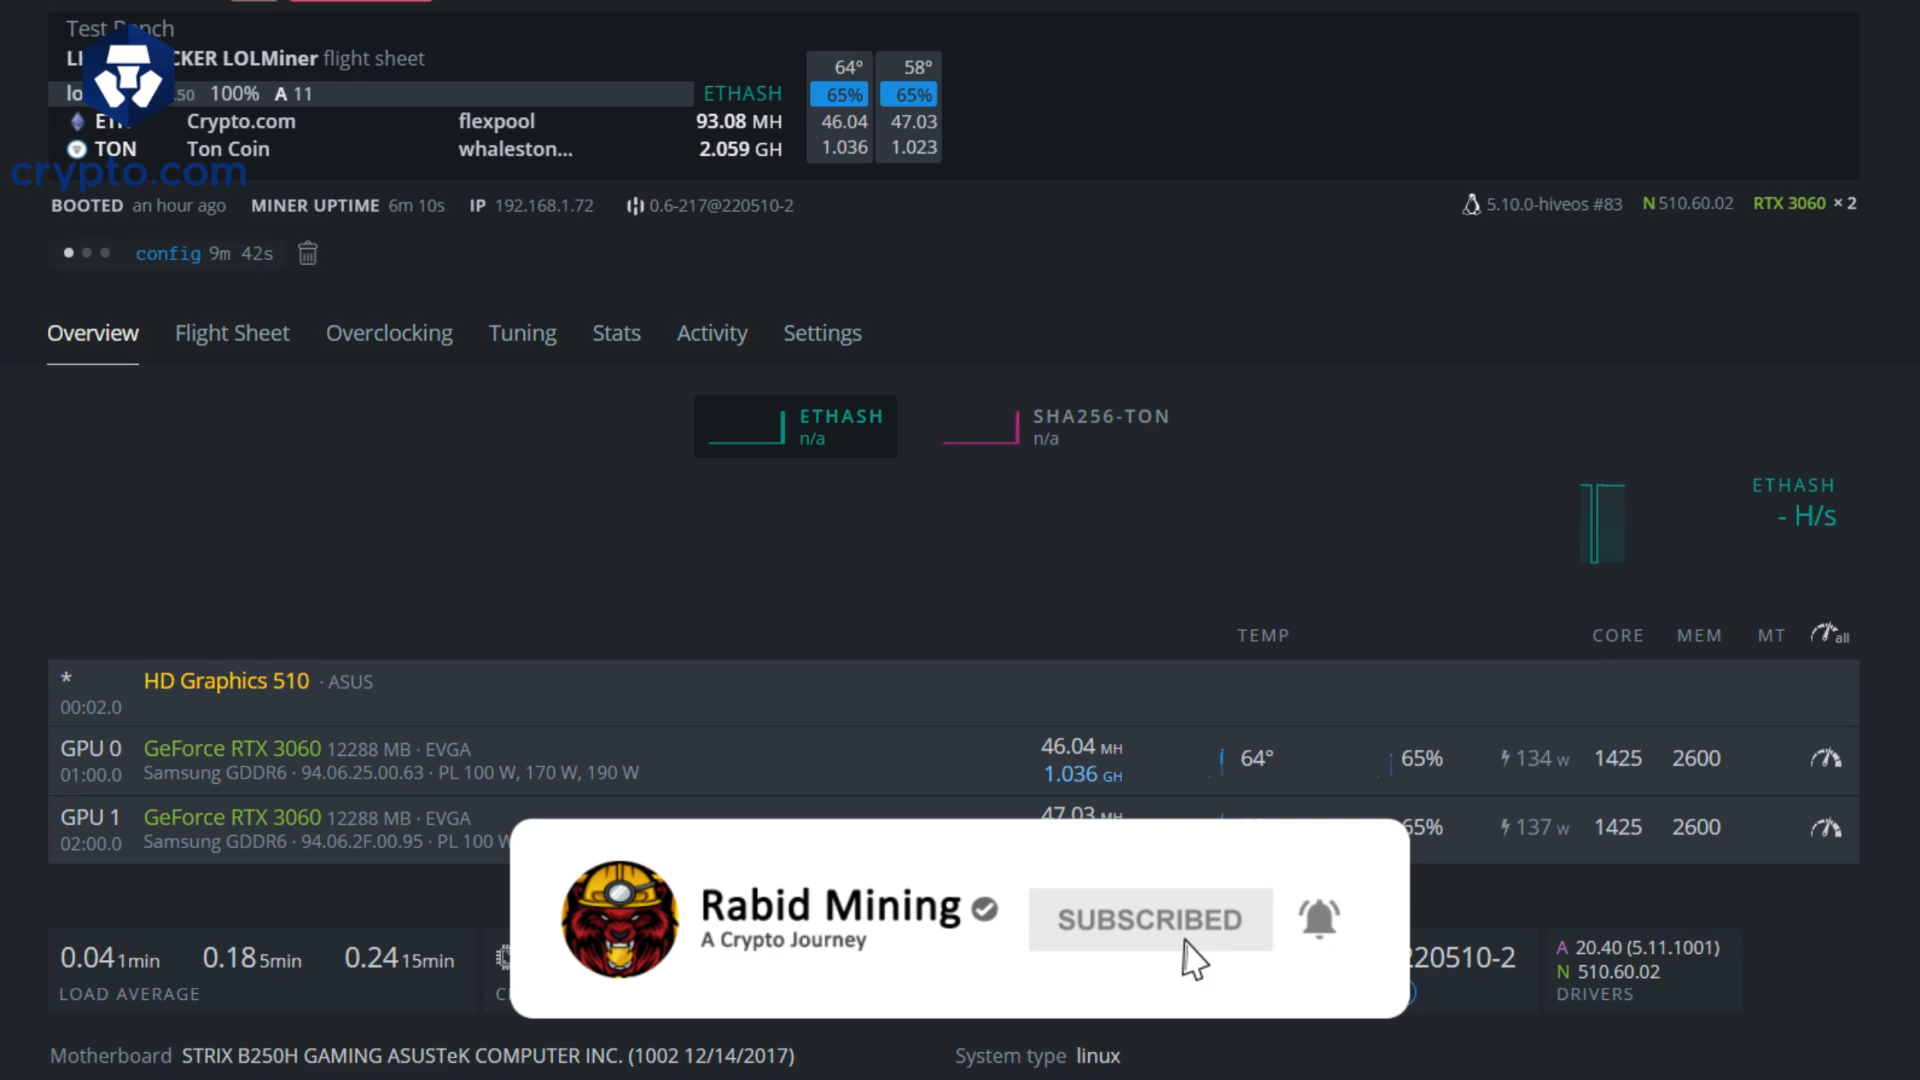 Test Bench
CKER LOLMiner flight sheet
64° 58°
lo .50 100% A 11 ETHASH 65% 65%
Crypto.com flexpool 93.08 MH 46.04 47.03
TON Ton Coin whaleston... 2.059 GH 1.036 1.023
crypto.com
BOOTED an hour ago MINER UPTIME 6m 10s IP 192.168.1.72 0.6-217@220510-2 5.10.0-hiveos #83 N 510.60.02 RTX 3060 × 2
config 9m 42s
Overview Flight Sheet Overclocking Tuning Stats Activity Settings
ETHASH SHA256-TON
n/a n/a
ETHASH
- H/s
TEMP CORE MEM MT all
* HD Graphics 510 · ASUS
00:02.0
GPU 0 GeForce RTX 3060 12288 MB · EVGA 46.04 MH 64° 65% 134 W 1425 2600
01:00.0 Samsung GDDR6 · 94.06.25.00.63 · PL 100 W, 170 W, 190 W 1.036 GH
GPU 1 GeForce RTX 3060 12288 MB · EVGA 47.03 MH 65% 137 W 1425 2600
02:00.0 Samsung GDDR6 · 94.06.2F.00.95 · PL 100 W
Rabid Mining
A Crypto Journey
SUBSCRIBED
0.04 1min 0.18 5min 0.24 15min 220510-2 A 20.40 (5.11.1001)
N 510.60.02
LOAD AVERAGE DRIVERS
Motherboard STRIX B250H GAMING ASUSTeK COMPUTER INC. (1002 12/14/2017) System type linux